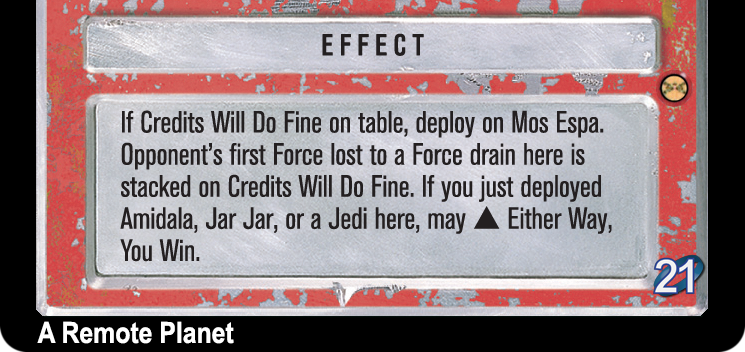 EFFECT
If Credits Will Do Fine on table, deploy on Mos Espa.
Opponent's first Force lost to a Force drain here is
stacked on Credits Will Do Fine. If you just deployed
Amidala, Jar Jar, or a Jedi here, may ▲ Either Way,
You Win.
21
A Remote Planet